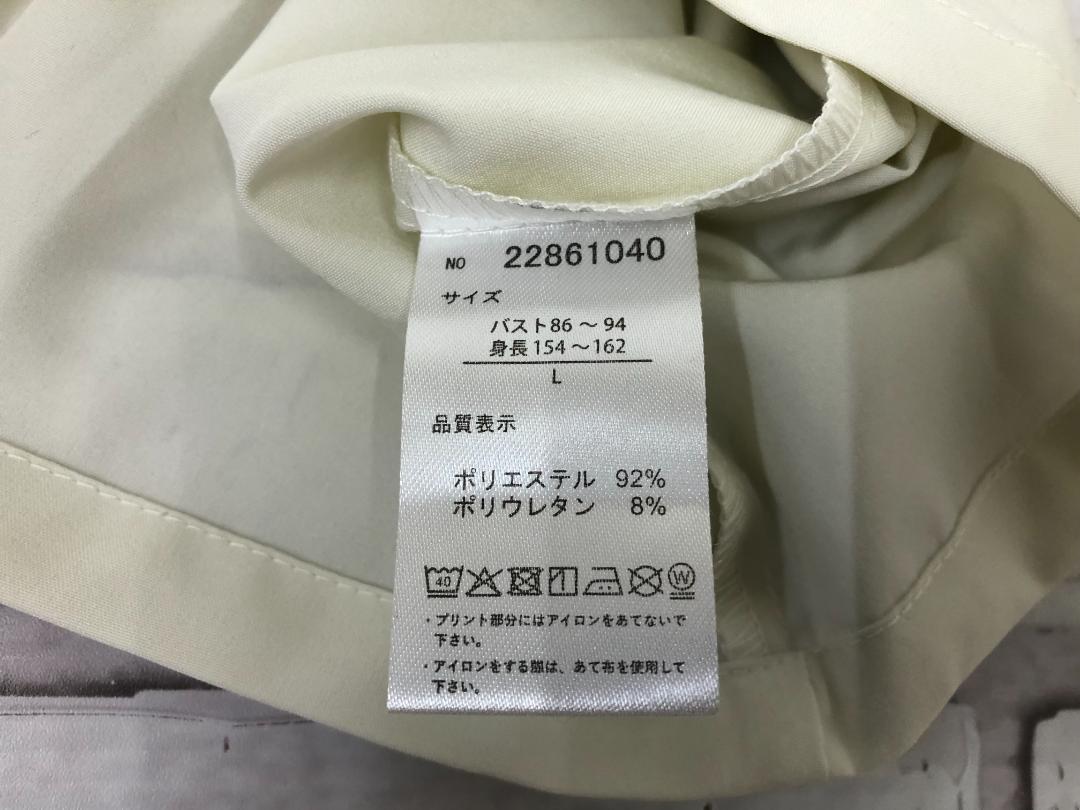 NO 22861040
サイズ
バスト86～94
身長154～162
L
品質表示
ポリエステル 92%
ポリウレタン 8%
40 W
・プリント部分にはアイロンをあてないで
下さい。
・アイロンをする際は、あて布を使用して
下さい。